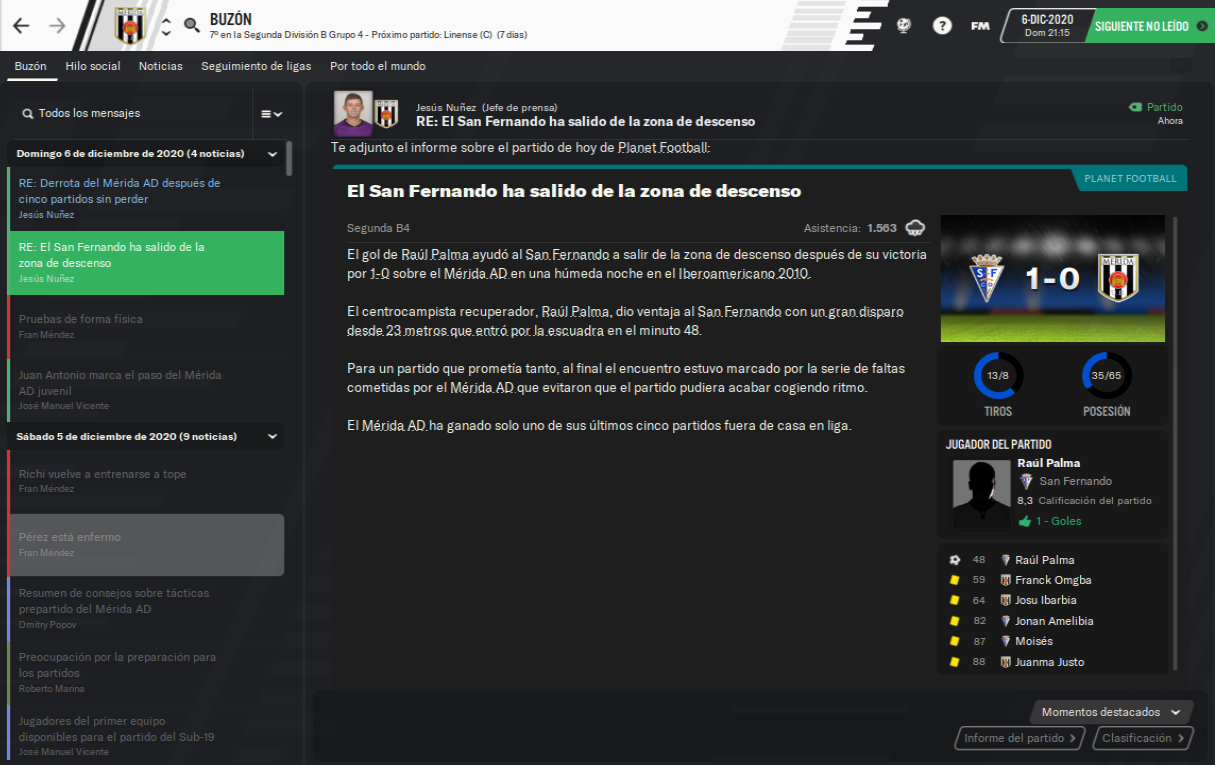 BUZÓN
7º en la Segunda División B Grupo 4 - Próximo partido: Linense (C) (7 días)
6-DIC-2020
Dom 21:15
SIGUIENTE NO LEÍDO
FM
Buzón Hilo social Noticias Seguimiento de ligas Por todo el mundo
Todos los mensajes
Domingo 6 de diciembre de 2020 (4 noticias)
RE: Derrota del Mérida AD después de
cinco partidos sin perder
Jesús Nuñez
RE: El San Fernando ha salido de la
zona de descenso
Jesús Nuñez
Pruebas de forma física
Fran Méndez
Juan Antonio marca el paso del Mérida
AD juvenil
José Manuel Vicente
Sábado 5 de diciembre de 2020 (9 noticias)
Richi vuelve a entrenarse a tope
Fran Méndez
Pérez está enfermo
Fran Méndez
Resumen de consejos sobre tácticas
prepartido del Mérida AD
Dmitry Popov
Preocupación por la preparación para
los partidos
Roberto Marina
Jugadores del primer equipo
disponibles para el partido del Sub-19
José Manuel Vicente
Jesús Nuñez (Jefe de prensa)
RE: El San Fernando ha salido de la zona de descenso
Partido
Ahora
Te adjunto el informe sobre el partido de hoy de Planet Football:
PLANET FOOTBALL
El San Fernando ha salido de la zona de descenso
Segunda B4
Asistencia: 1.563
El gol de Raúl Palma ayudó al San Fernando a salir de la zona de descenso después de su victoria
por 1-0 sobre el Mérida AD en una húmeda noche en el Iberoamericano 2010.
El centrocampista recuperador, Raúl Palma, dio ventaja al San Fernando con un gran disparo
desde 23 metros que entró por la escuadra en el minuto 48.
Para un partido que prometía tanto, al final el encuentro estuvo marcado por la serie de faltas
cometidas por el Mérida AD que evitaron que el partido pudiera acabar cogiendo ritmo.
El Mérida AD ha ganado solo uno de sus últimos cinco partidos fuera de casa en liga.
1-0
MÉRIDA
13/8
TIROS
35/65
POSESIÓN
JUGADOR DEL PARTIDO
Raúl Palma
San Fernando
8,3 Calificación del partido
1 - Goles
48 Raúl Palma
59 Franck Omgba
64 Josu Ibarbia
82 Jonan Amelibia
87 Moisés
88 Juanma Justo
Momentos destacados
Informe del partido
Clasificación